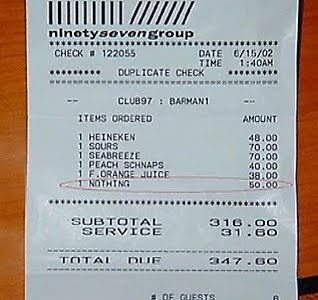 ninetysevengroup
CHECK # 122055 DATE 6/15/02
TIME 1:40AM
********* DUPLICATE CHECK *********
-- CLUB97 : BARMAN1 --
ITEMS ORDERED AMOUNT
1 HEINEKEN 48.00
1 SOURS 70.00
1 SEABREEZE 70.00
1 PEACH SCHNAPS 40.00
1 F.ORANGE JUICE 38.00
1 NOTHING 50.00
SUBTOTAL 316.00
SERVICE 31.60
TOTAL DUE 347.60
# OF GUESTS